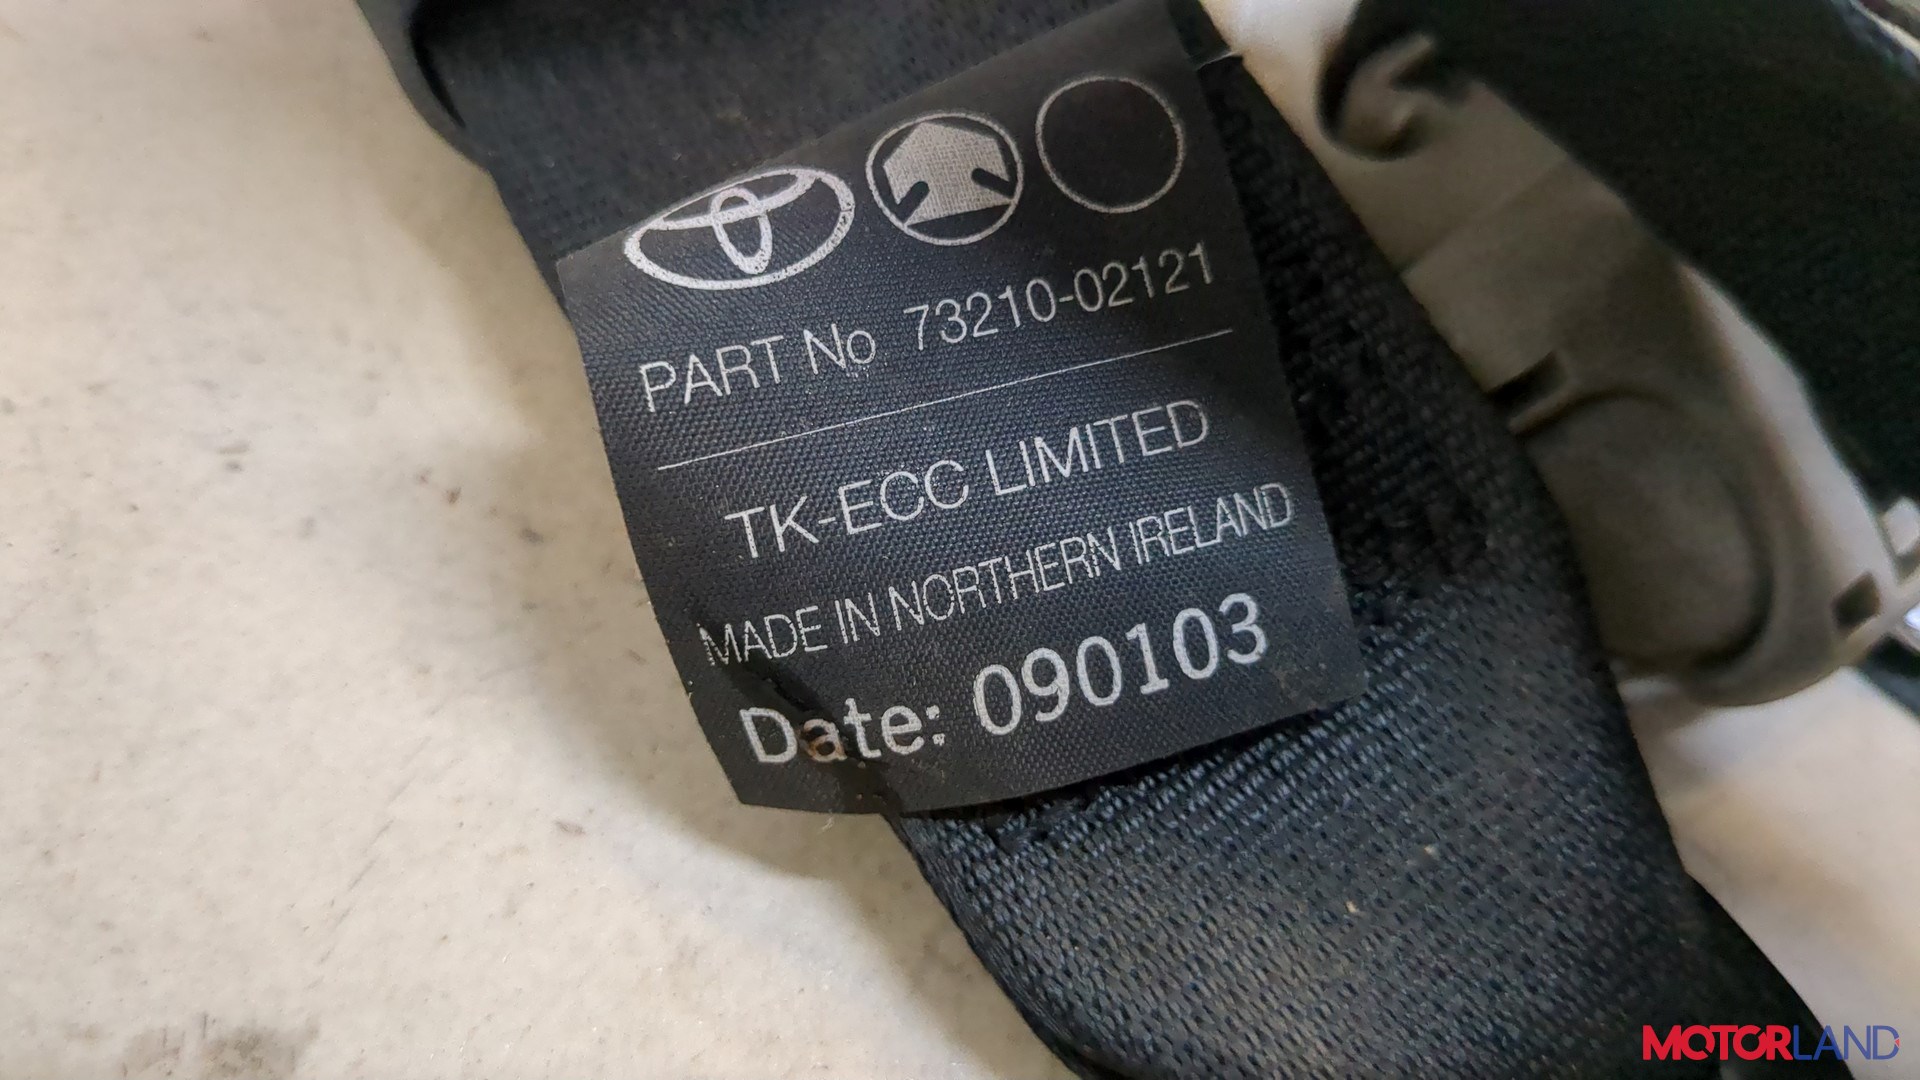 PART No 73210-02121
TK-ECC LIMITED
MADE IN NORTHERN IRELAND
Date: 090103
MOTORLAND